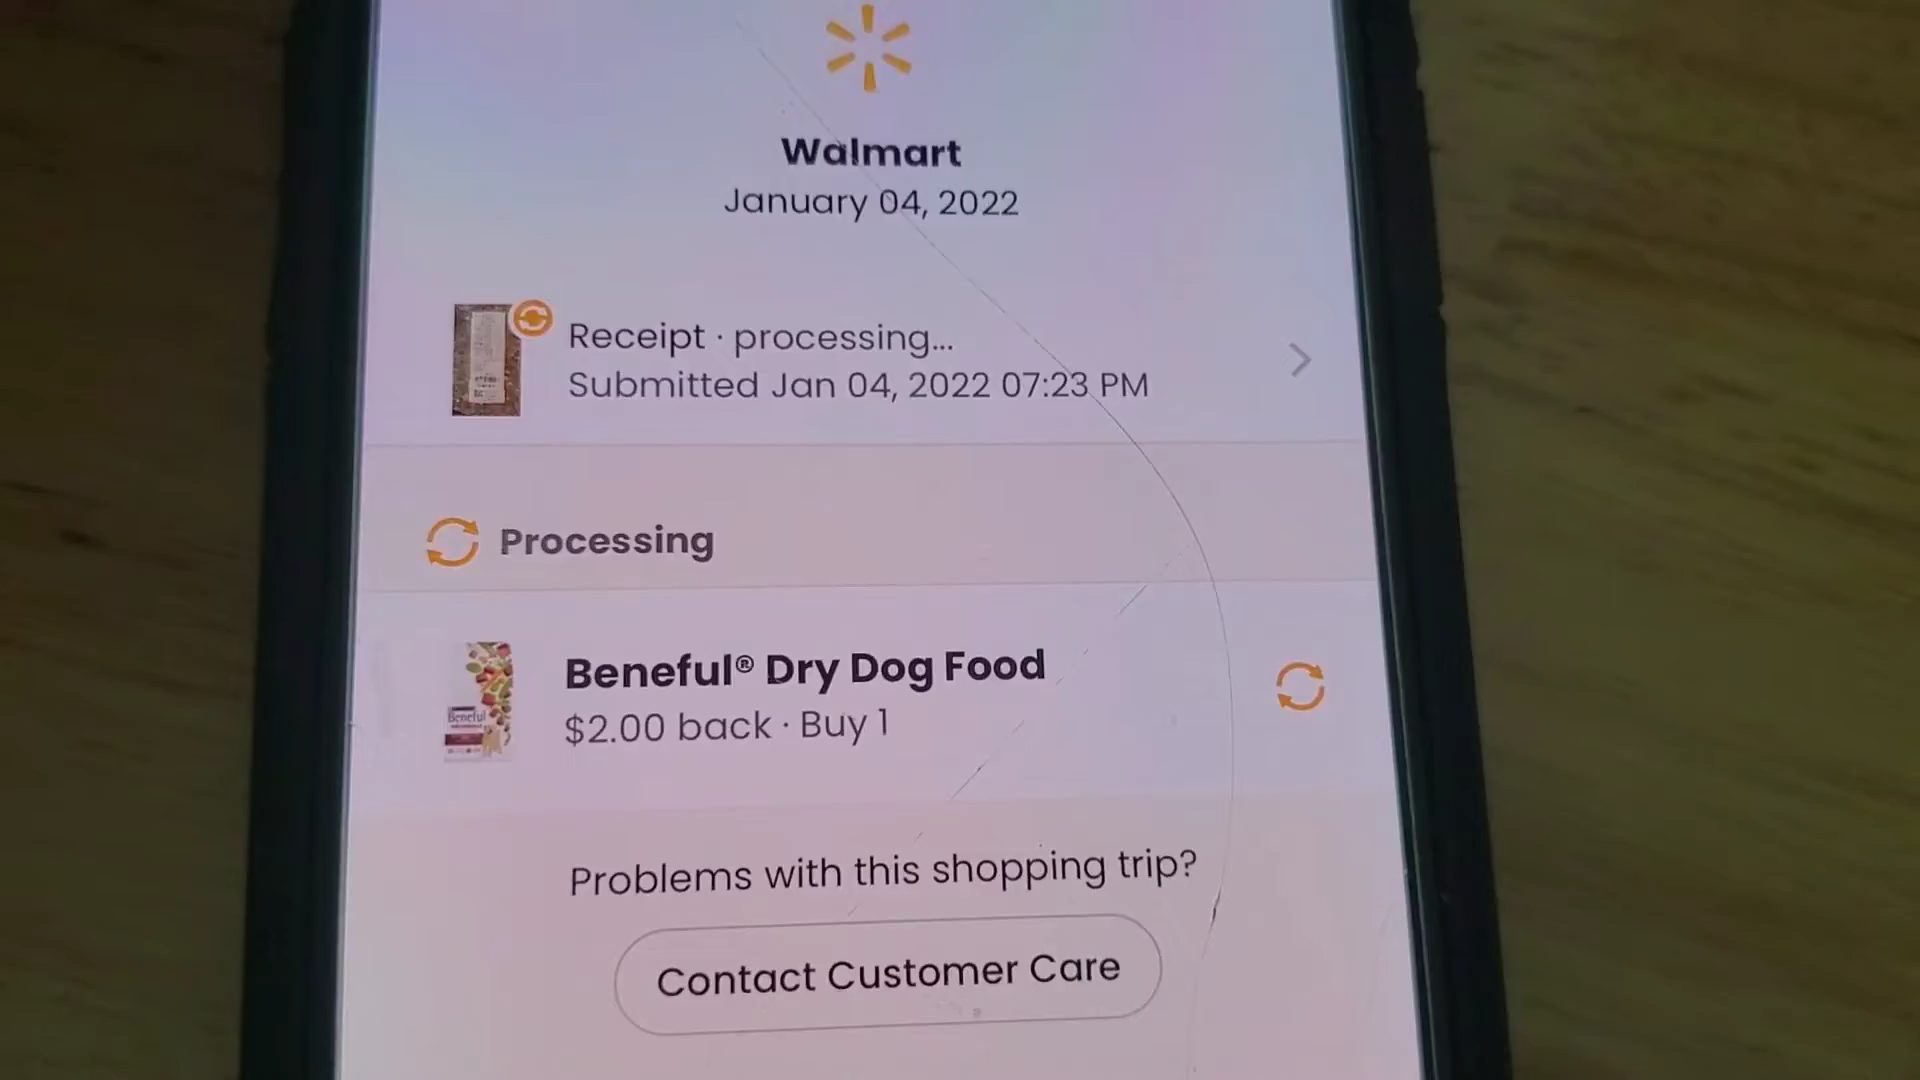 Walmart
January 04, 2022
Receipt · processing...
Submitted Jan 04, 2022 07:23 PM
Processing
Beneful® Dry Dog Food
$2.00 back · Buy 1
Beneful
Problems with this shopping trip?
Contact Customer Care